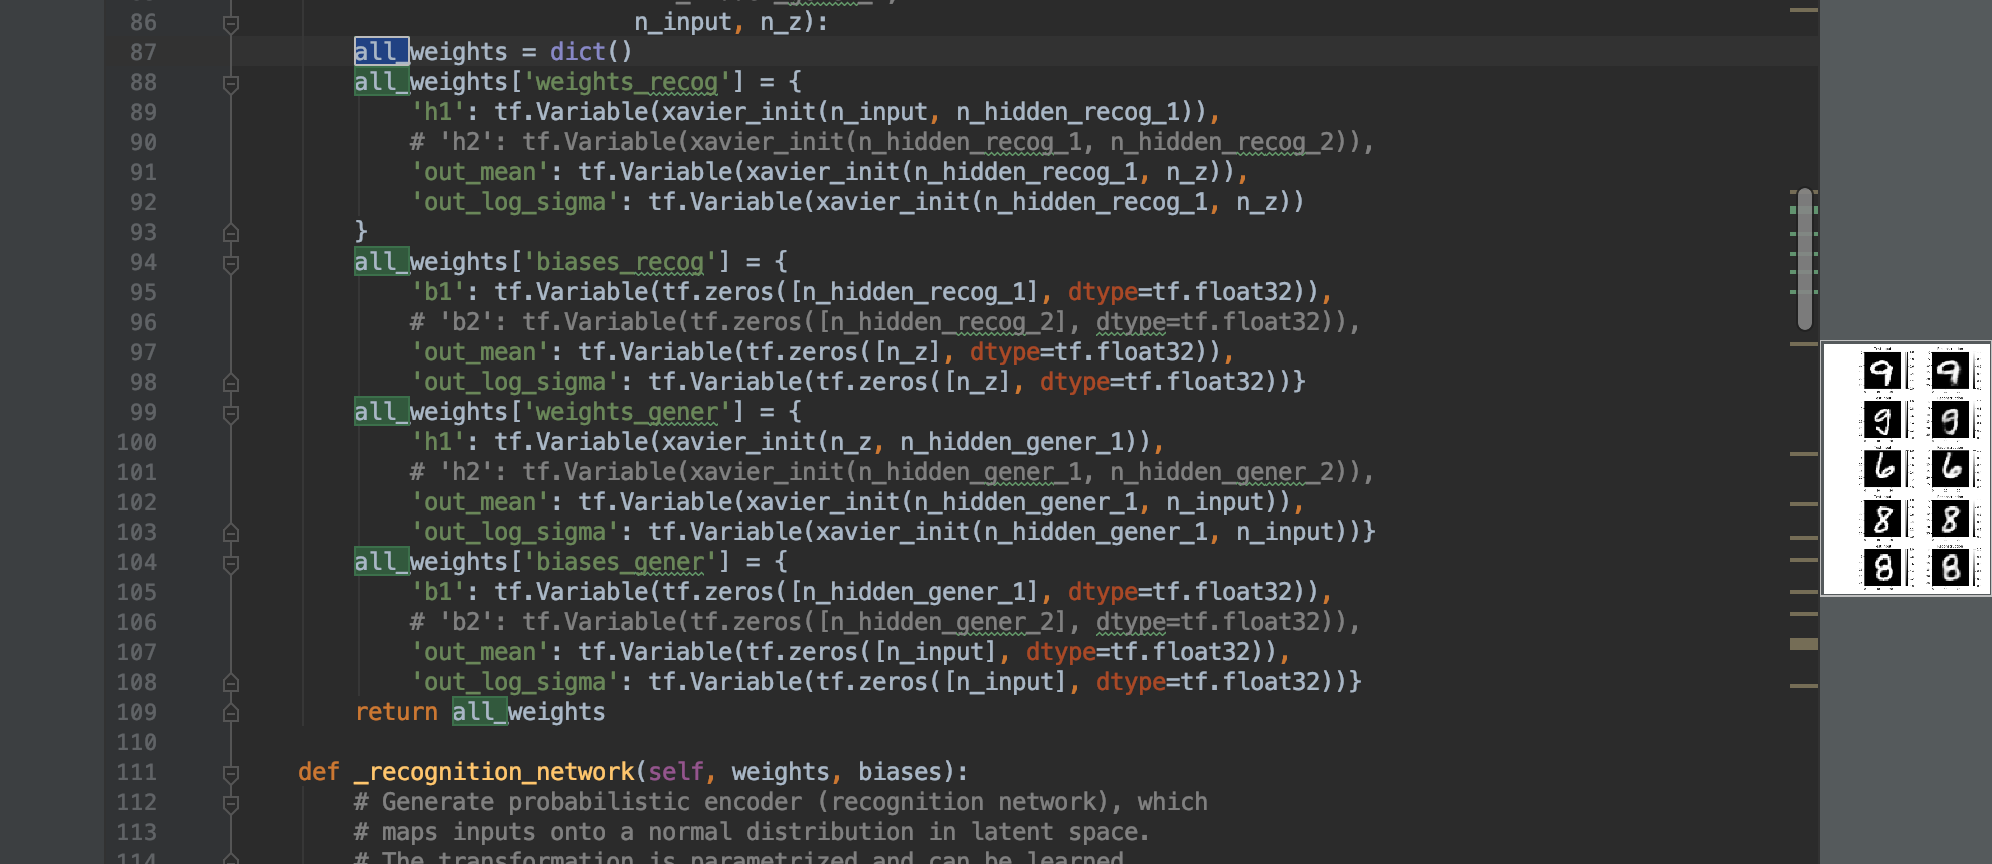 86 n_input, n_z):
87 all_weights = dict()
88 all_weights['weights_recog'] = {
89 'h1': tf.Variable(xavier_init(n_input, n_hidden_recog_1)),
90 # 'h2': tf.Variable(xavier_init(n_hidden_recog_1, n_hidden_recog_2)),
91 'out_mean': tf.Variable(xavier_init(n_hidden_recog_1, n_z)),
92 'out_log_sigma': tf.Variable(xavier_init(n_hidden_recog_1, n_z))
93 }
94 all_weights['biases_recog'] = {
95 'b1': tf.Variable(tf.zeros([n_hidden_recog_1], dtype=tf.float32)),
96 # 'b2': tf.Variable(tf.zeros([n_hidden_recog_2], dtype=tf.float32)),
97 'out_mean': tf.Variable(tf.zeros([n_z], dtype=tf.float32)),
98 'out_log_sigma': tf.Variable(tf.zeros([n_z], dtype=tf.float32))}
99 all_weights['weights_gener'] = {
100 'h1': tf.Variable(xavier_init(n_z, n_hidden_gener_1)),
101 # 'h2': tf.Variable(xavier_init(n_hidden_gener_1, n_hidden_gener_2)),
102 'out_mean': tf.Variable(xavier_init(n_hidden_gener_1, n_input)),
103 'out_log_sigma': tf.Variable(xavier_init(n_hidden_gener_1, n_input))}
104 all_weights['biases_gener'] = {
105 'b1': tf.Variable(tf.zeros([n_hidden_gener_1], dtype=tf.float32)),
106 # 'b2': tf.Variable(tf.zeros([n_hidden_gener_2], dtype=tf.float32)),
107 'out_mean': tf.Variable(tf.zeros([n_input], dtype=tf.float32)),
108 'out_log_sigma': tf.Variable(tf.zeros([n_input], dtype=tf.float32))}
109 return all_weights
110
111 def _recognition_network(self, weights, biases):
112 # Generate probabilistic encoder (recognition network), which
113 # maps inputs onto a normal distribution in latent space.
114 # The transformation is parametrized and can be learned
9 9
9 9
6 6
8 8
8 8